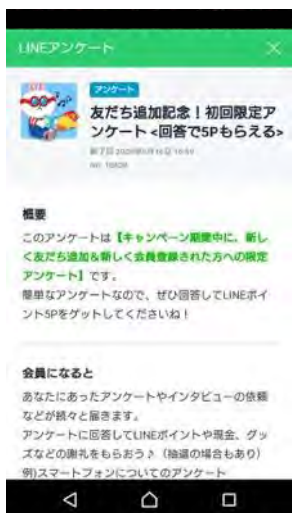 LINEアンケート
アンケート
友だち追加記念！初回限定ア
ンケート <回答で5Pもらえる>
概要
このアンケートは【キャンペーン期間中に、新し
く友だち追加＆新しく会員登録された方への限定
アンケート】です。
簡単なアンケートなので、ぜひ回答してLINEポイ
ント5Pをゲットしてくださいね！
会員になると
あなたにあったアンケートやインタビューの依頼
などが続々と届きます。
アンケートに回答してLINEポイントや現金、グッ
ズなどの謝礼をもらおう♪（抽選の場合もあり）
例)スマートフォンについてのアンケート